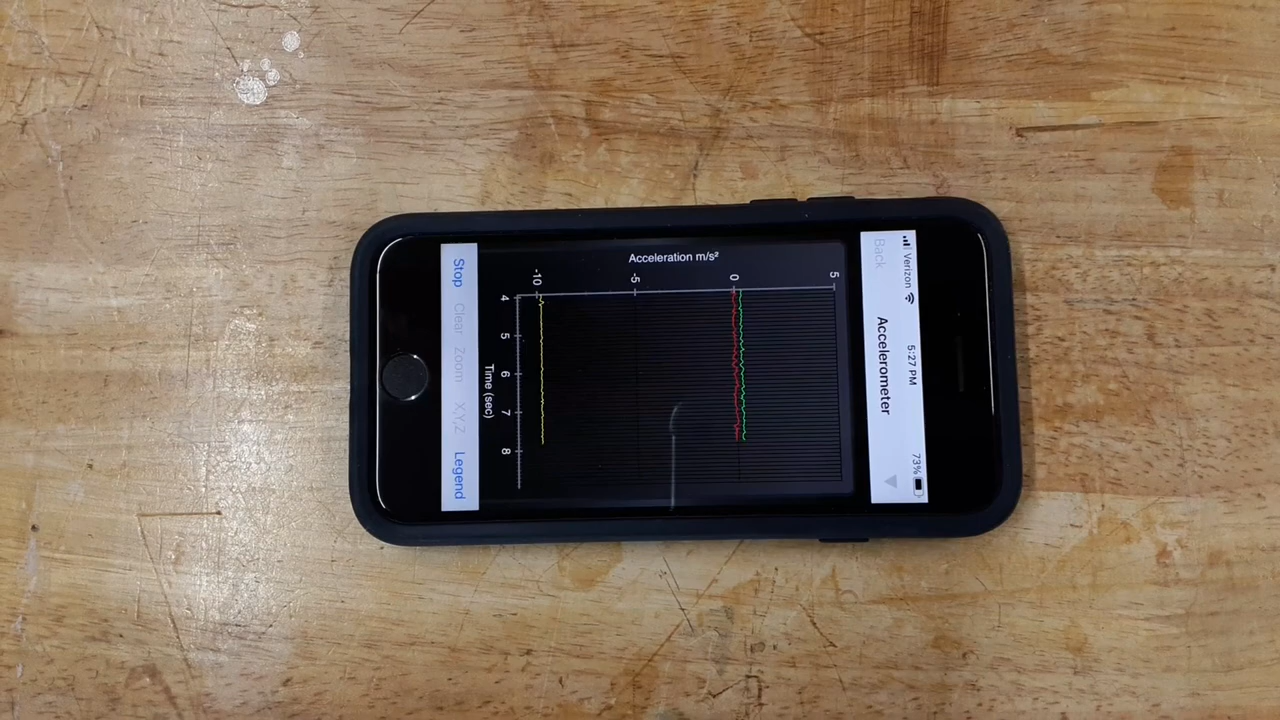 Verizon 5:27 PM 73%
Back Accelerometer
5
0
-5
-10
Acceleration m/s²
4 5 6 7 8
Time (sec)
Stop Clear Zoom X,Y,Z Legend